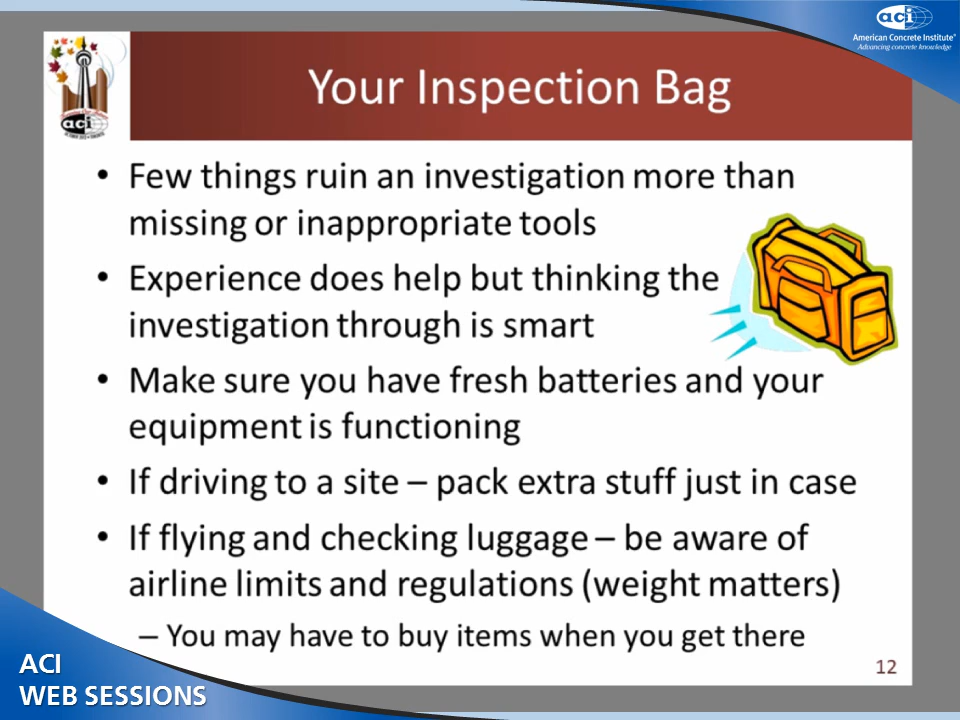 aci
American Concrete Institute®
Advancing concrete knowledge
aci
Your Inspection Bag
• Few things ruin an investigation more than
missing or inappropriate tools
• Experience does help but thinking the
investigation through is smart
• Make sure you have fresh batteries and your
equipment is functioning
• If driving to a site – pack extra stuff just in case
• If flying and checking luggage – be aware of
airline limits and regulations (weight matters)
– You may have to buy items when you get there
12
ACI
WEB SESSIONS